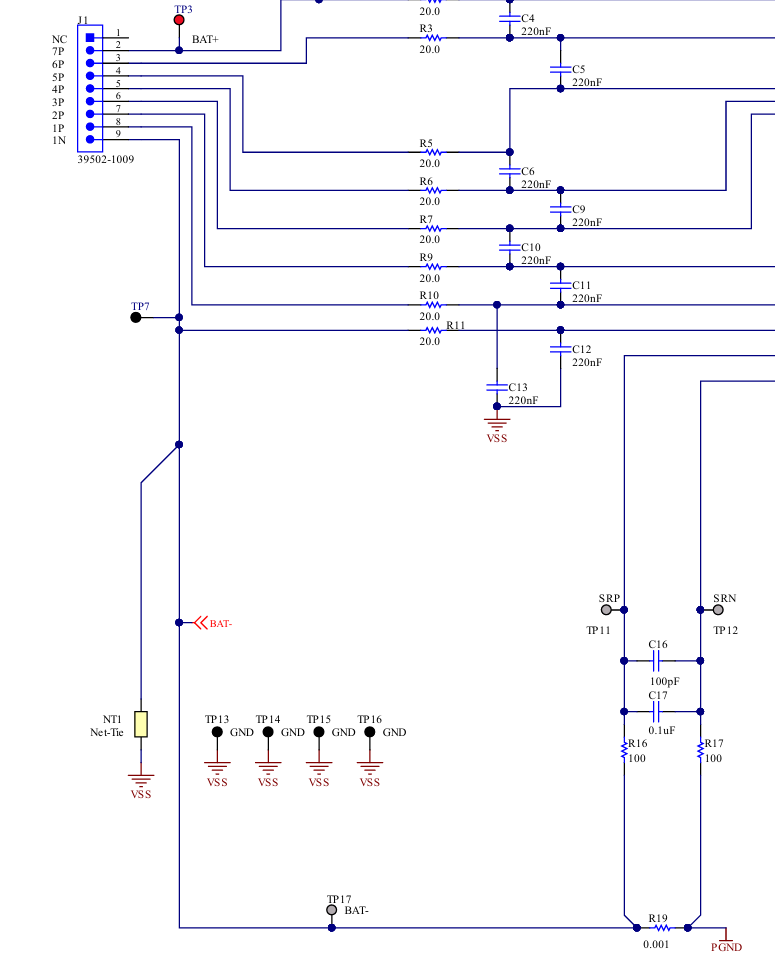 TP3
J1
BAT+
NC
7P
6P
5P
4P
3P
2P
1P
1N
1
2
3
4
5
6
7
8
9
39502-1009
20.0
C4
220nF
R3
20.0
C5
220nF
R5
20.0
C6
220nF
R6
20.0
C9
220nF
R7
20.0
C10
220nF
R9
20.0
C11
220nF
R10
20.0
TP7
R11
20.0
C12
220nF
C13
220nF
VSS
SRP
SRN
TP11
TP12
BAT-
C16
100pF
C17
0.1uF
R16
100
R17
100
NT1
Net-Tie
VSS
TP13
GND
VSS
TP14
GND
VSS
TP15
GND
VSS
TP16
GND
VSS
TP17
BAT-
R19
0.001
PGND